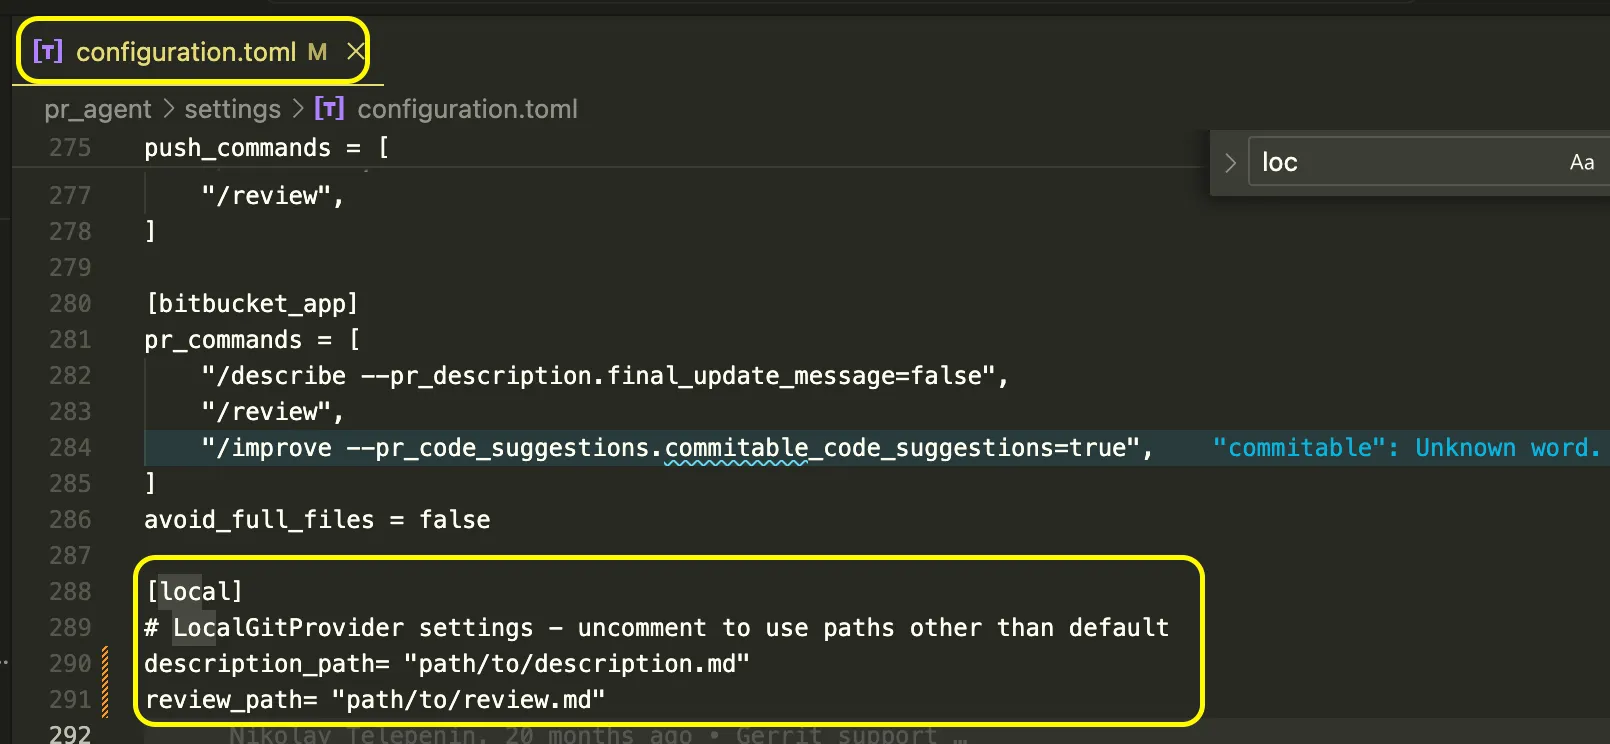 [T] configuration.toml M ×
pr_agent > settings > [T] configuration.toml
275 push_commands = [
> loc Aa
277 "/review",
278 ]
279
280 [bitbucket_app]
281 pr_commands = [
282 "/describe --pr_description.final_update_message=false",
283 "/review",
284 "/improve --pr_code_suggestions.commitable_code_suggestions=true", "commitable": Unknown word.
285 ]
286 avoid_full_files = false
287
288 [local]
289 # LocalGitProvider settings - uncomment to use paths other than default
290 description_path= "path/to/description.md"
291 review_path= "path/to/review.md"
292 Nikolay Telepenin, 20 months ago • Gerrit support …